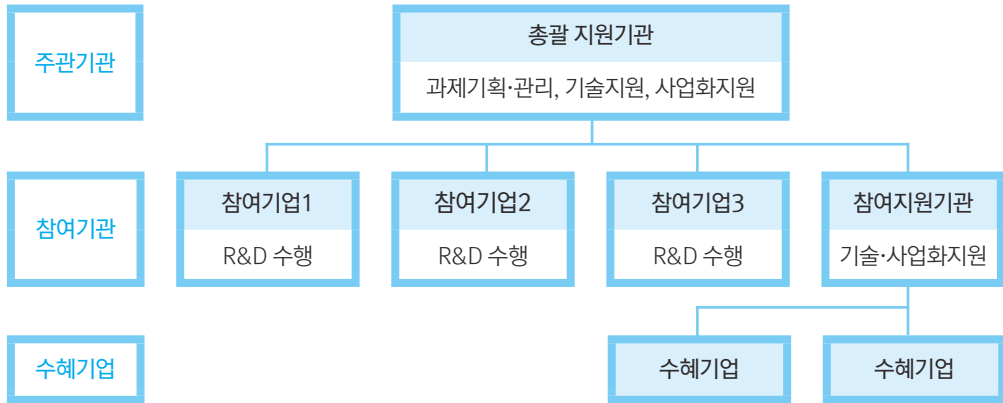 주관기관
총괄 지원기관
과제기획·관리, 기술지원, 사업화지원
참여기관
참여기업1
R&D 수행
참여기업2
R&D 수행
참여기업3
R&D 수행
참여지원기관
기술·사업화지원
수혜기업
수혜기업
수혜기업